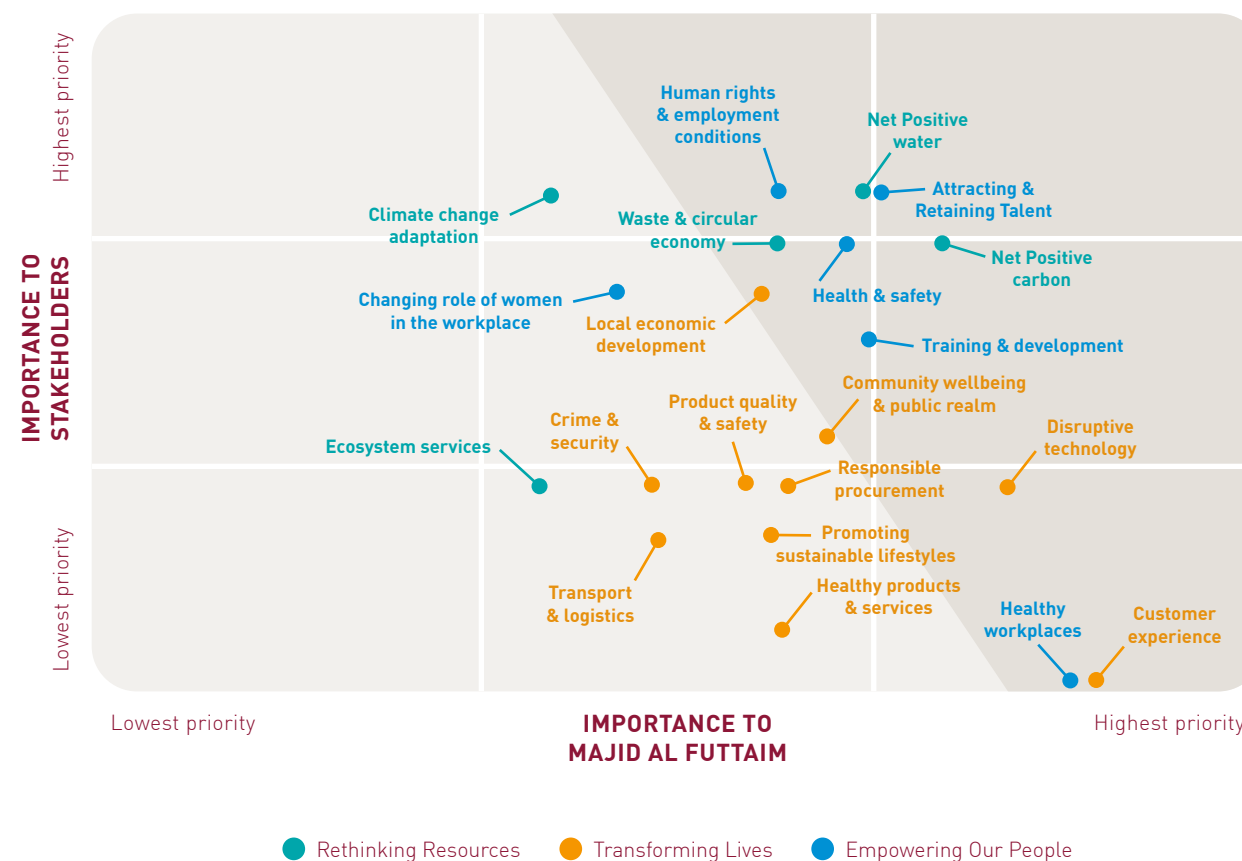 Highest priority
IMPORTANCE TO
STAKEHOLDERS
Lowest priority
Human rights
& employment
conditions
Net Positive
water
Attracting &
Retaining Talent
Climate change
adaptation
Waste & circular
economy
Net Positive
carbon
Changing role of women
in the workplace
Health & safety
Local economic
development
Training & development
Community wellbeing
& public realm
Product quality
& safety
Crime &
security
Disruptive
technology
Ecosystem services
Responsible
procurement
Promoting
sustainable lifestyles
Transport
& logistics
Healthy products
& services
Healthy
workplaces
Customer
experience
Lowest priority
IMPORTANCE TO
MAJID AL FUTTAIM
Highest priority
Rethinking Resources
Transforming Lives
Empowering Our People